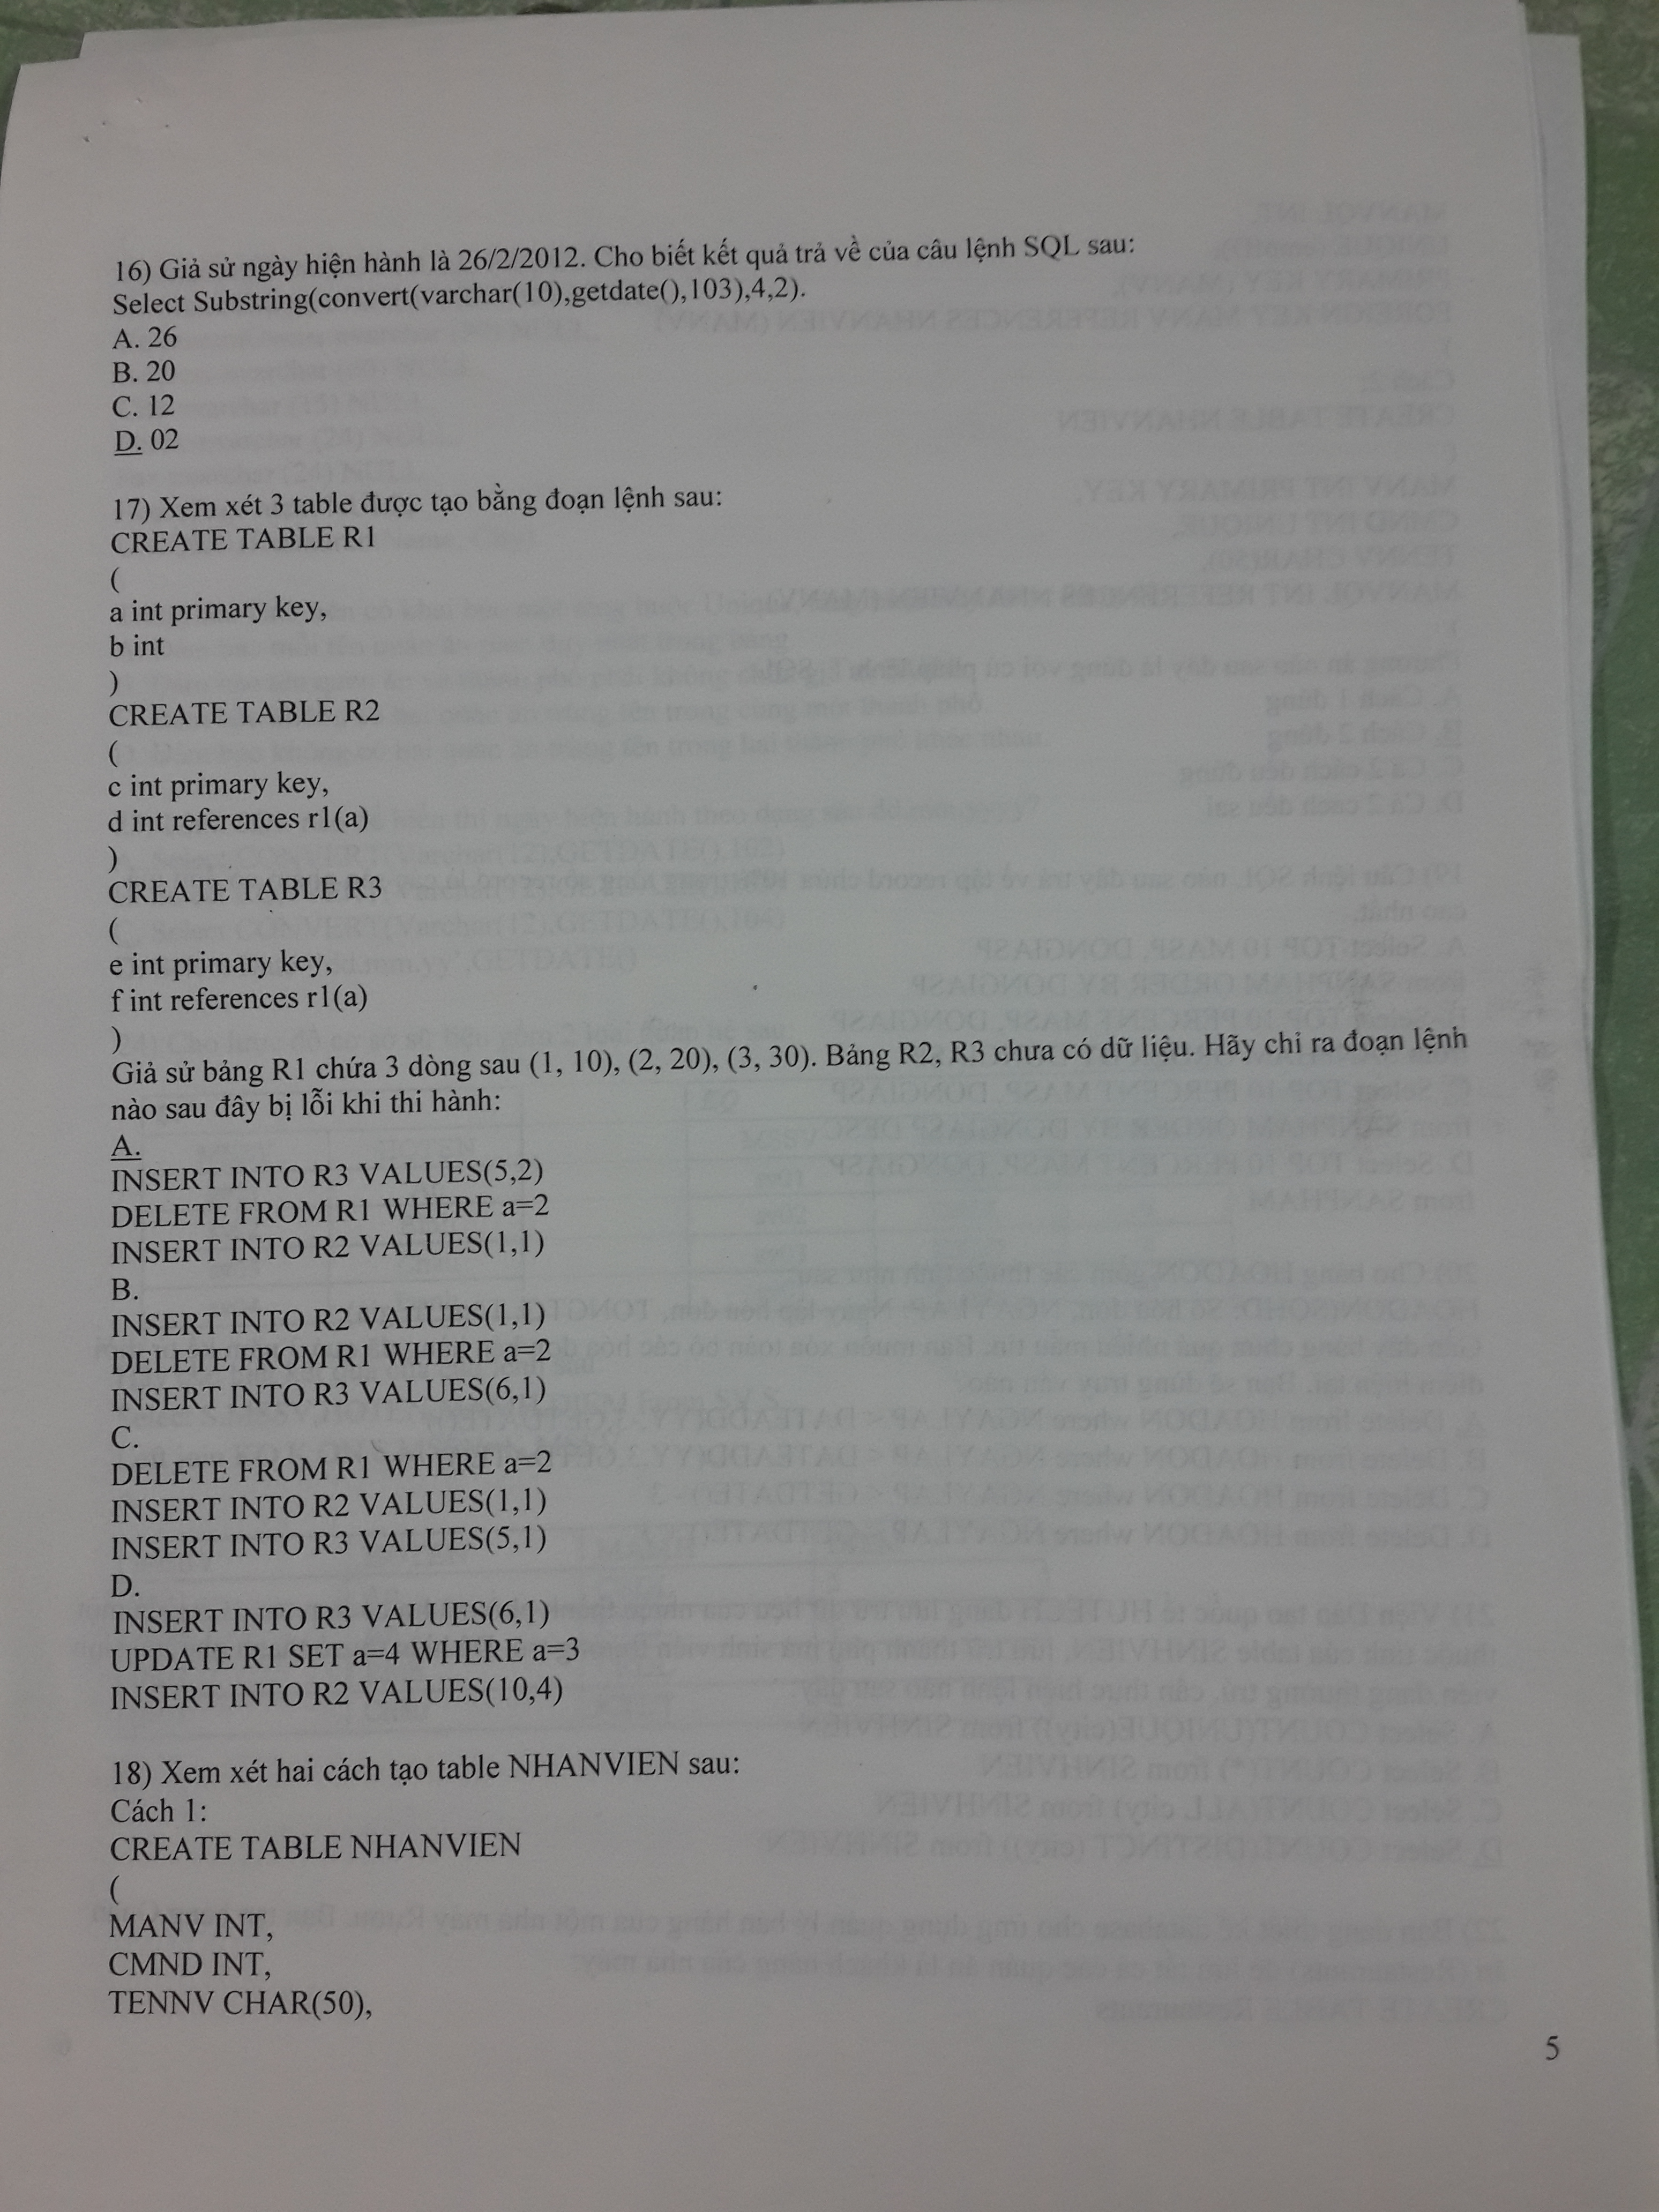 16) Giả sử ngày hiện hành là 26/2/2012. Cho biết kết quả trả về của câu lệnh SQL sau:
Select Substring(convert(varchar(10),getdate(),103),4,2).
A. 26
B. 20
C. 12
D. 02
17) Xem xét 3 table được tạo bằng đoạn lệnh sau:
CREATE TABLE R1
(
a int primary key,
b int
)
CREATE TABLE R2
(
c int primary key,
d int references r1(a)
)
CREATE TABLE R3
(
e int primary key,
f int references r1(a)
)
Giả sử bảng R1 chứa 3 dòng sau (1, 10), (2, 20), (3, 30). Bảng R2, R3 chưa có dữ liệu. Hãy chỉ ra đoạn lệnh
nào sau đây bị lỗi khi thi hành:
A.
INSERT INTO R3 VALUES(5,2)
DELETE FROM R1 WHERE a=2
INSERT INTO R2 VALUES(1,1)
B.
INSERT INTO R2 VALUES(1,1)
DELETE FROM R1 WHERE a=2
INSERT INTO R3 VALUES(6,1)
C.
DELETE FROM R1 WHERE a=2
INSERT INTO R2 VALUES(1,1)
INSERT INTO R3 VALUES(5,1)
D.
INSERT INTO R3 VALUES(6,1)
UPDATE R1 SET a=4 WHERE a=3
INSERT INTO R2 VALUES(10,4)
18) Xem xét hai cách tạo table NHANVIEN sau:
Cách 1:
CREATE TABLE NHANVIEN
(
MANV INT,
CMND INT,
TENNV CHAR(50),
5